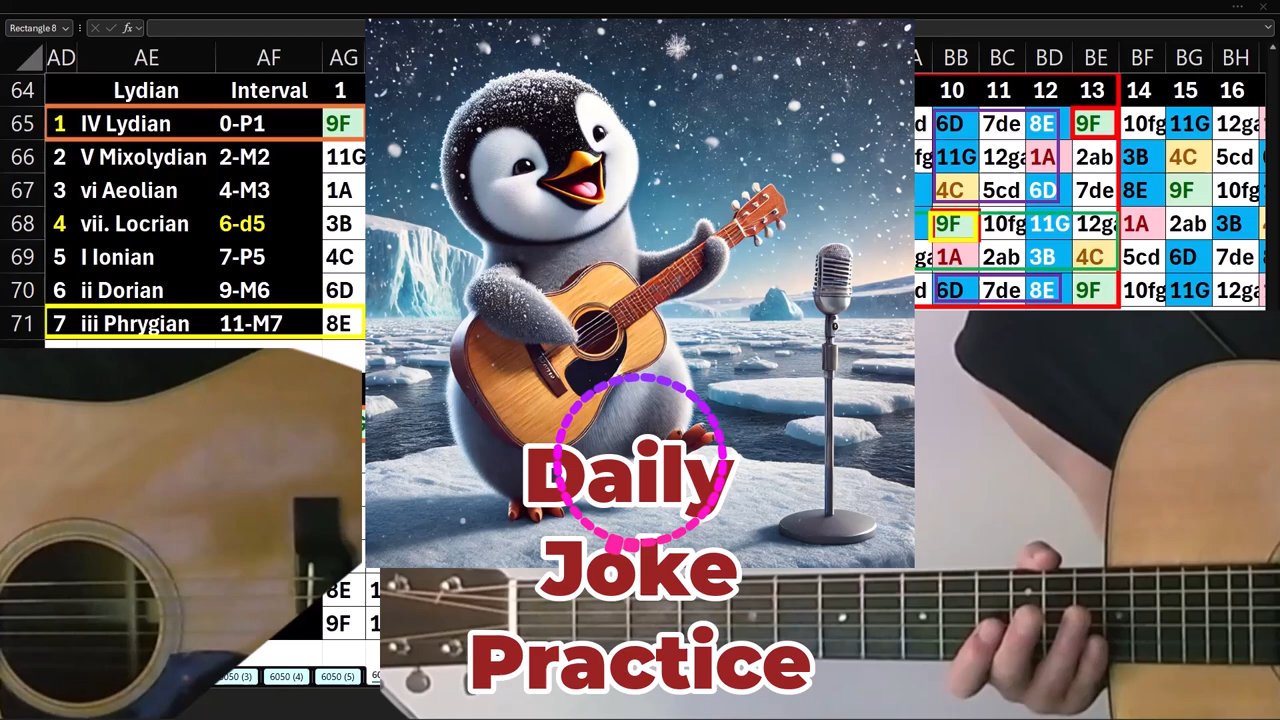 Rectangle 8 fx
AD AE AF AG BB BC BD BE BF BG BH
64 Lydian Interval 1 10 11 12 13 14 15 16
65 1 IV Lydian 0-P1 9F 6D 7de 8E 9F 10fg 11G 12ga
66 2 V Mixolydian 2-M2 11G 11G 12ga 1A 2ab 3B 4C 5cd
67 3 vi Aeolian 4-M3 1A 4C 5cd 6D 7de 8E 9F 10fg
68 4 vii. Locrian 6-d5 3B 9F 10fg 11G 12ga 1A 2ab 3B
69 5 I Ionian 7-P5 4C 1A 2ab 3B 4C 5cd 6D 7de
70 6 ii Dorian 9-M6 6D 6D 7de 8E 9F 10fg 11G 12ga
71 7 iii Phrygian 11-M7 8E
Daily
Joke
Practice
8E 1
9F 1
6050 (3) 6050 (4) 6050 (5)